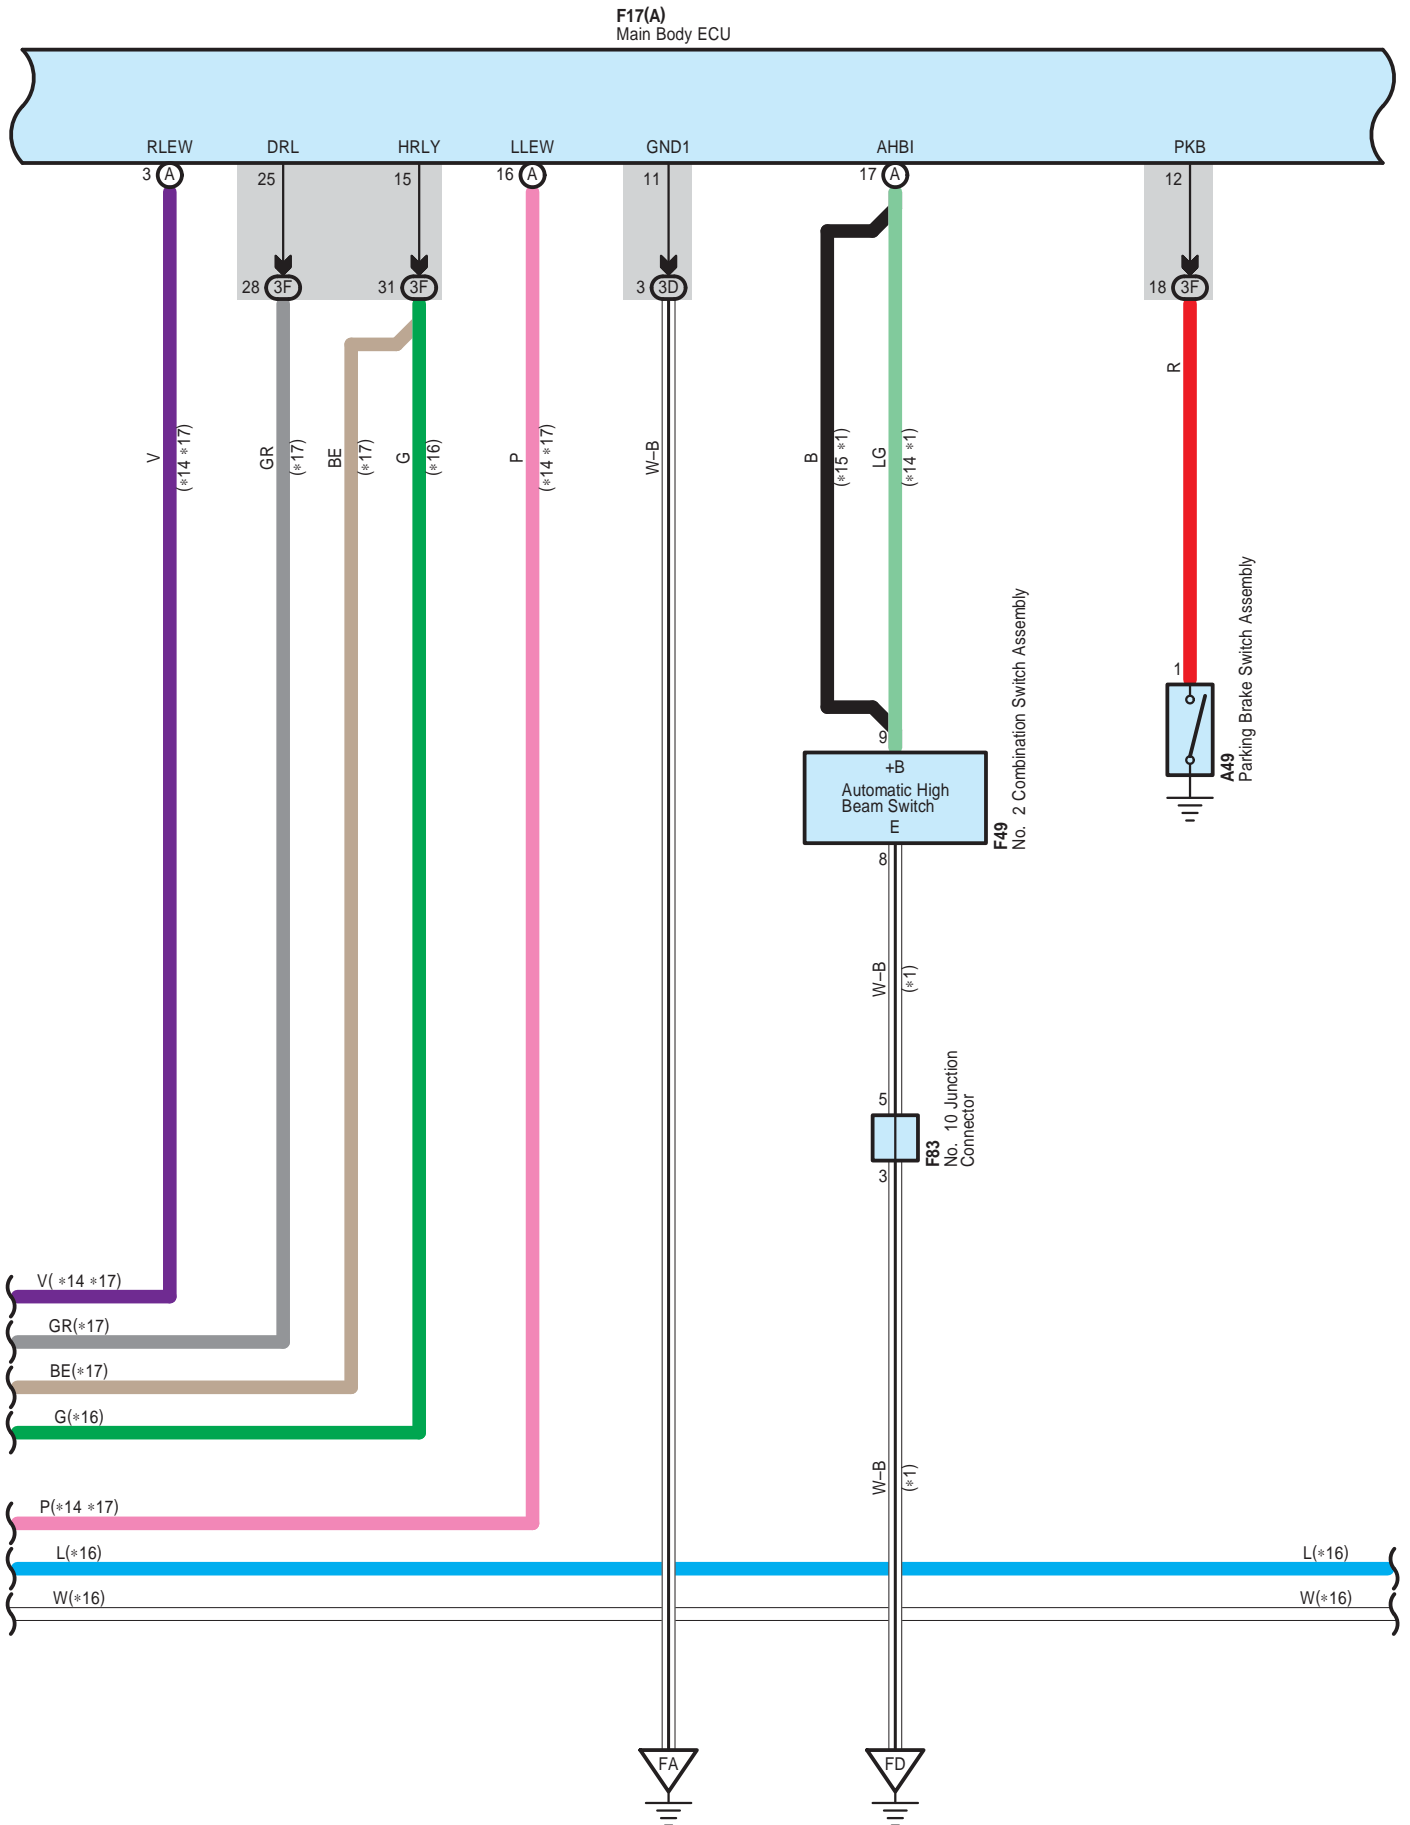 F17(A)
Main Body ECU
RLEW DRL HRLY LLEW GND1 AHBI PKB
3 A 25 15 16 A 11 17 A 12
28 3F 31 3F 3 3D 18 3F
R
V (*14 *17) GR (*17) BE (*17) G (*16) P (*14 *17) W–B B (*15 *1) LG (*14 *1)
1
A49
Parking Brake Switch Assembly
9
+B
Automatic High
Beam Switch
E
8
F49
No. 2 Combination Switch Assembly
W–B (*1)
5
F83
No. 10 Junction
Connector
3
V( *14 *17)
GR(*17)
BE(*17)
G(*16)
W–B (*1)
P(*14 *17)
L(*16) L(*16)
W(*16) W(*16)
FA FD